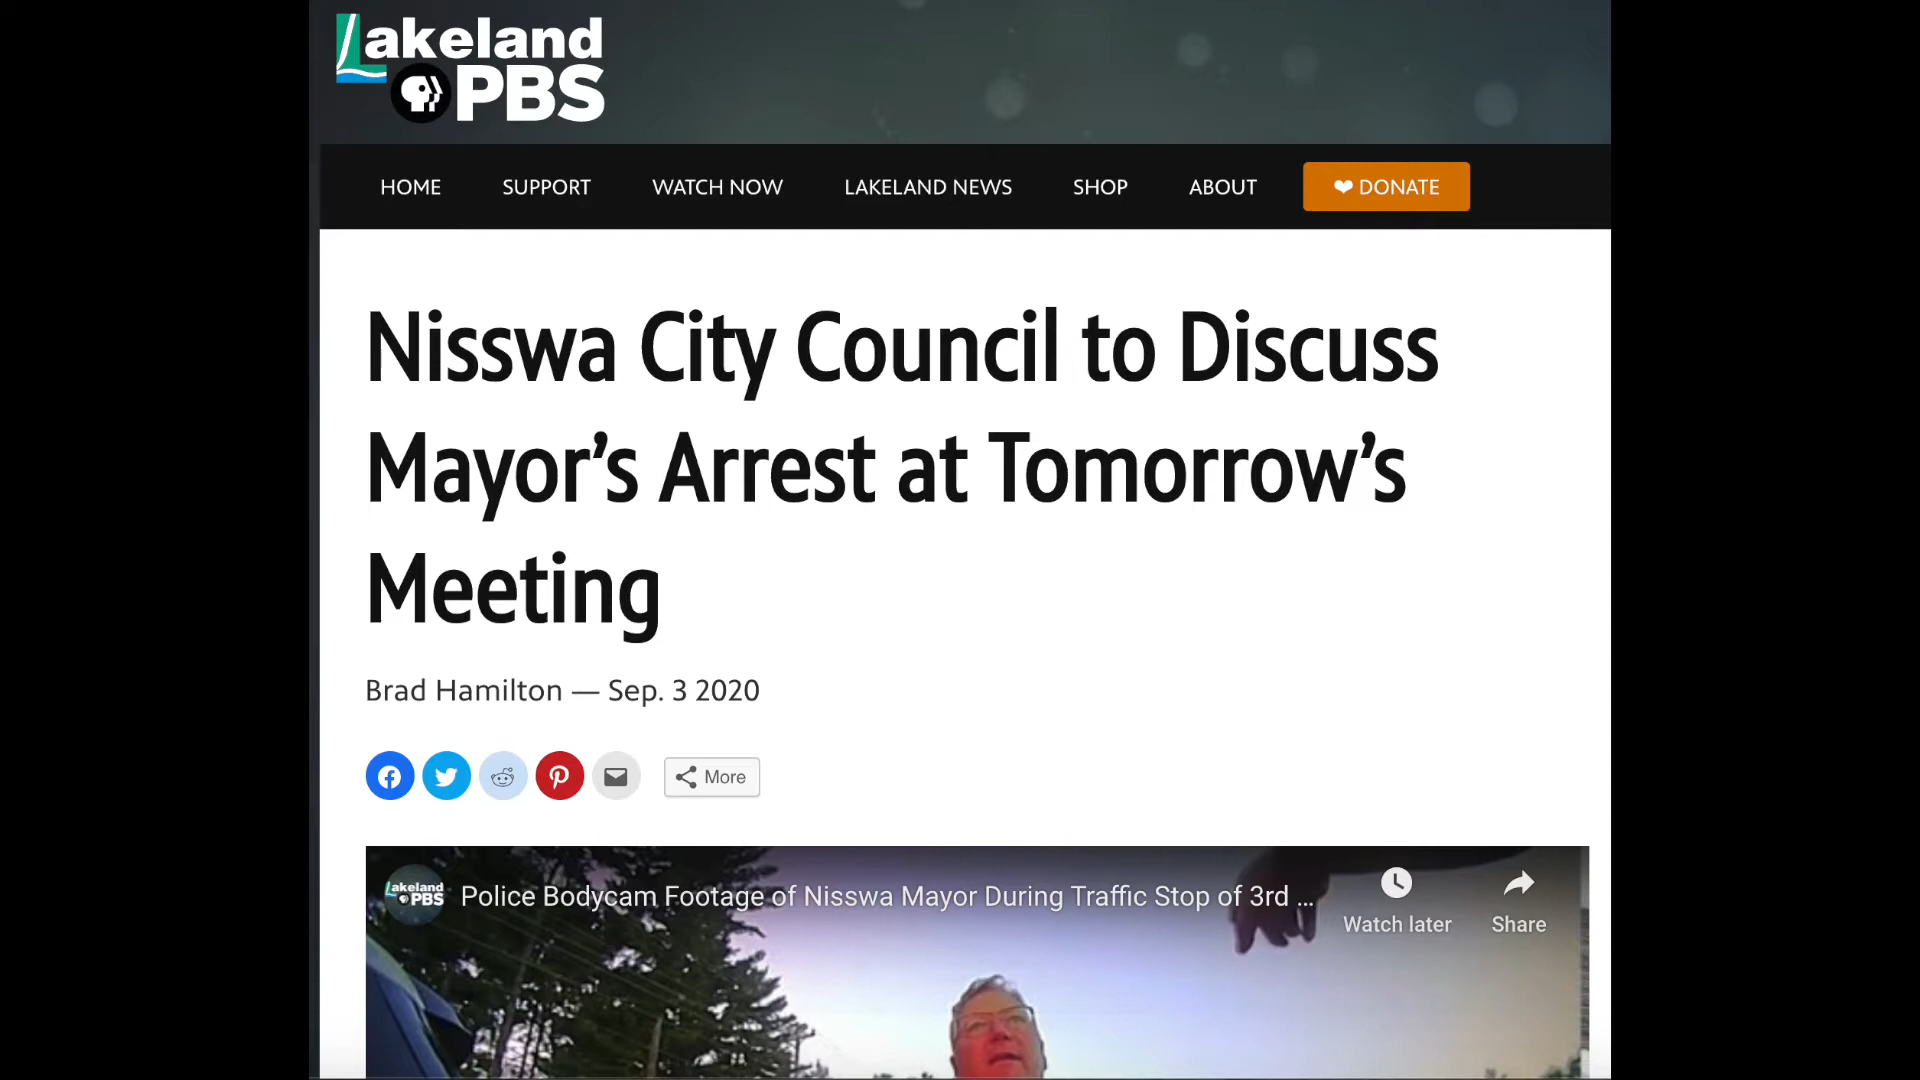 Lakeland
PBS
HOME SUPPORT WATCH NOW LAKELAND NEWS SHOP ABOUT ❤ DONATE
Nisswa City Council to Discuss
Mayor’s Arrest at Tomorrow’s
Meeting
Brad Hamilton — Sep. 3 2020
More
Lakeland
PBS
Police Bodycam Footage of Nisswa Mayor During Traffic Stop of 3rd ...
Watch later Share